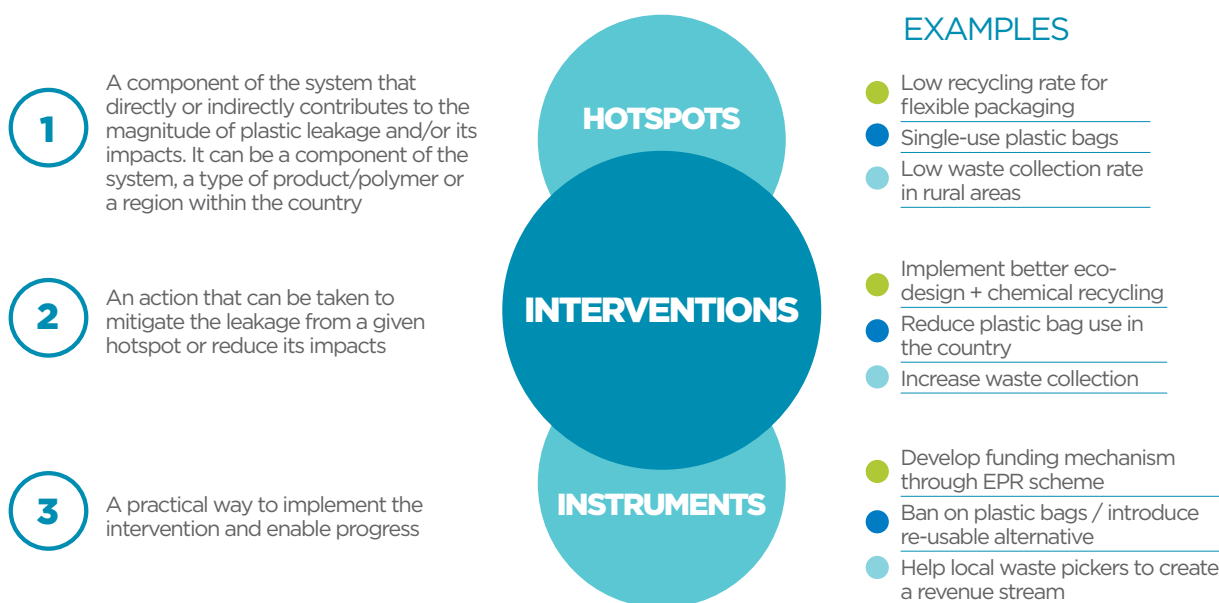 EXAMPLES
1
A component of the system that
directly or indirectly contributes to the
magnitude of plastic leakage and/or its
impacts. It can be a component of the
system, a type of product/polymer or
a region within the country
HOTSPOTS
Low recycling rate for
flexible packaging
Single-use plastic bags
Low waste collection rate
in rural areas
2
An action that can be taken to
mitigate the leakage from a given
hotspot or reduce its impacts
INTERVENTIONS
Implement better eco-
design + chemical recycling
Reduce plastic bag use in
the country
Increase waste collection
3
A practical way to implement the
intervention and enable progress
INSTRUMENTS
Develop funding mechanism
through EPR scheme
Ban on plastic bags / introduce
re-usable alternative
Help local waste pickers to create
a revenue stream